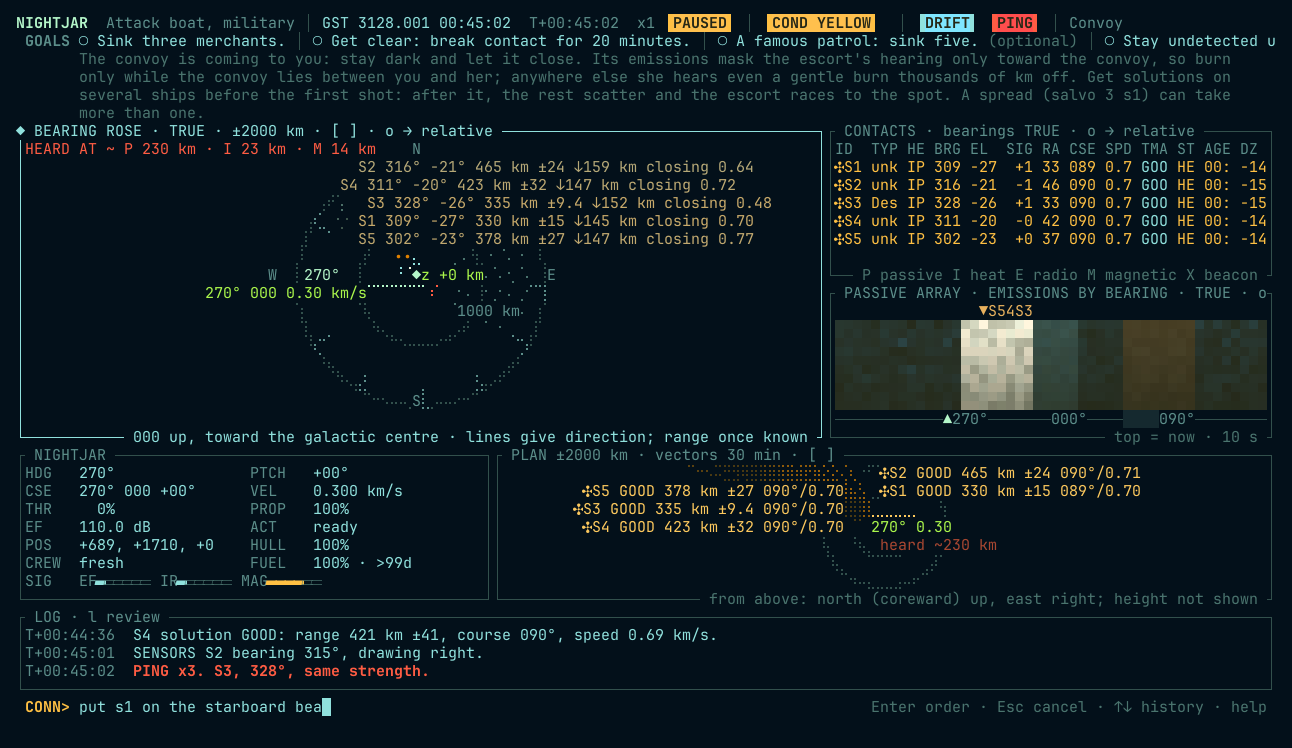 NIGHTJAR Attack boat, military │ GST 3128.001 00:45:02 T+00:45:02 x1 PAUSED │ COND YELLOW │ DRIFT PING │ Convoy
GOALS ○ Sink three merchants. │ ○ Get clear: break contact for 20 minutes. │ ○ A famous patrol: sink five. (optional) │ ○ Stay undetected u
The convoy is coming to you: stay dark and let it close. Its emissions mask the escort's hearing only toward the convoy, so burn
only while the convoy lies between you and her; anywhere else she hears even a gentle burn thousands of km off. Get solutions on
several ships before the first shot: after it, the rest scatter and the escort races to the spot. A spread (salvo 3 s1) can take
more than one.
◆ BEARING ROSE · TRUE · ±2000 km · [ ] · o → relative
HEARD AT ~ P 230 km · I 23 km · M 14 km N
S2 316° -21° 465 km ±24 ↓159 km closing 0.64
S4 311° -20° 423 km ±32 ↓147 km closing 0.72
S3 328° -26° 335 km ±9.4 ↓152 km closing 0.48
S1 309° -27° 330 km ±15 ↓145 km closing 0.70
S5 302° -23° 378 km ±27 ↓147 km closing 0.77
W 270° ◆z +0 km E
270° 000 0.30 km/s
1000 km
S
000 up, toward the galactic centre · lines give direction; range once known
CONTACTS · bearings TRUE · o → relative
ID TYP HE BRG EL SIG RA CSE SPD TMA ST AGE DZ
✣S1 unk IP 309 -27 +1 33 089 0.7 GOO HE 00: -14
✣S2 unk IP 316 -21 -1 46 090 0.7 GOO HE 00: -15
✣S3 Des IP 328 -26 +1 33 090 0.7 GOO HE 00: -15
✣S4 unk IP 311 -20 -0 42 090 0.7 GOO HE 00: -14
✣S5 unk IP 302 -23 +0 37 090 0.7 GOO HE 00: -14
P passive I heat E radio M magnetic X beacon
PASSIVE ARRAY · EMISSIONS BY BEARING · TRUE · o
▼S54S3
▲270° 000° 090°
top = now · 10 s
NIGHTJAR
HDG 270° PTCH +00°
CSE 270° 000 +00° VEL 0.300 km/s
THR 0% PROP 100%
EF 110.0 dB ACT ready
POS +689, +1710, +0 HULL 100%
CREW fresh FUEL 100% · >99d
SIG EF IR MAG
PLAN ±2000 km · vectors 30 min · [ ]
✣S2 GOOD 465 km ±24 090°/0.71
✣S5 GOOD 378 km ±27 090°/0.70 ✣S1 GOOD 330 km ±15 089°/0.70
✣S3 GOOD 335 km ±9.4 090°/0.70
✣S4 GOOD 423 km ±32 090°/0.70 270° 0.30
heard ~230 km
from above: north (coreward) up, east right; height not shown
LOG · l review
T+00:44:36 S4 solution GOOD: range 421 km ±41, course 090°, speed 0.69 km/s.
T+00:45:01 SENSORS S2 bearing 315°, drawing right.
T+00:45:02 PING x3. S3, 328°, same strength.
CONN> put s1 on the starboard bea
Enter order · Esc cancel · ↑↓ history · help